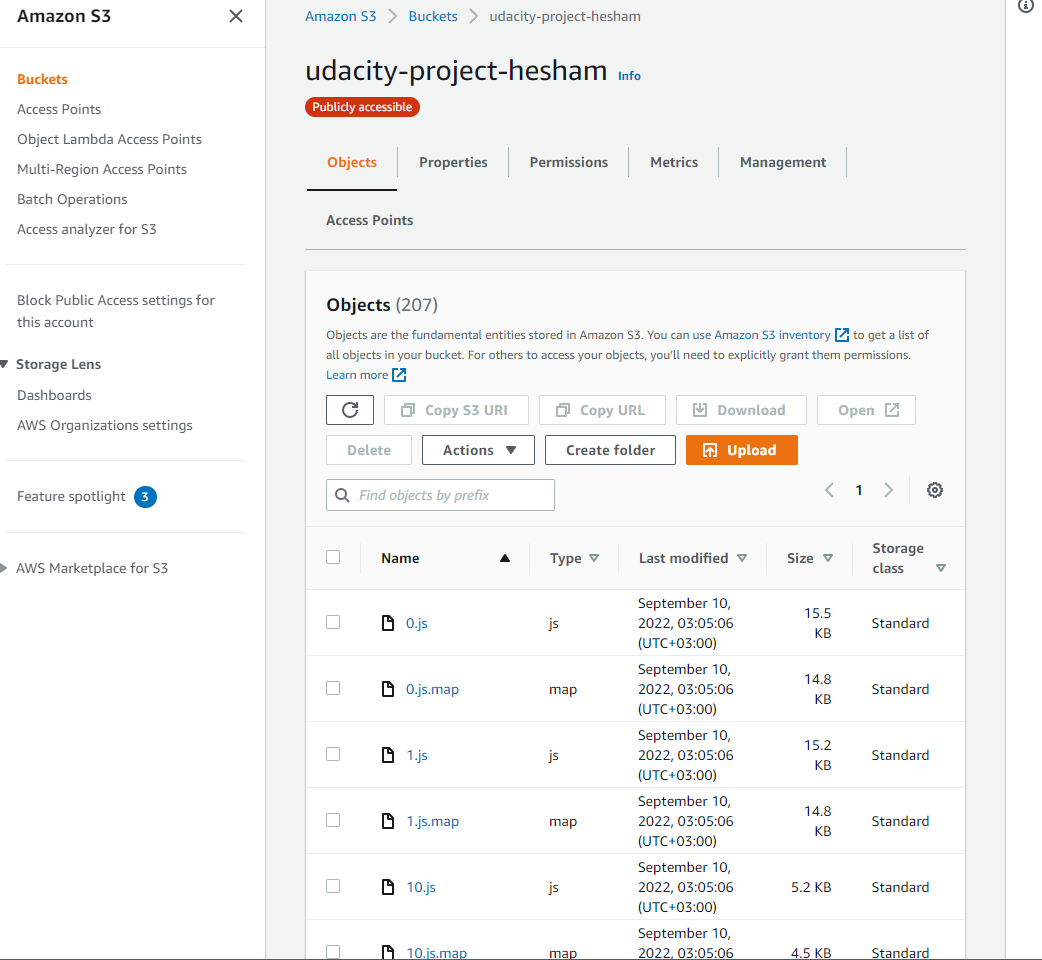 Amazon S3
Buckets
Access Points
Object Lambda Access Points
Multi-Region Access Points
Batch Operations
Access analyzer for S3
Block Public Access settings for
this account
Storage Lens
Dashboards
AWS Organizations settings
Feature spotlight 3
AWS Marketplace for S3
Amazon S3 Buckets udacity-project-hesham
udacity-project-hesham Info
Publicly accessible
Objects Properties Permissions Metrics Management
Access Points
Objects (207)
Objects are the fundamental entities stored in Amazon S3. You can use Amazon S3 inventory to get a list of
all objects in your bucket. For others to access your objects, you'll need to explicitly grant them permissions.
Learn more
Copy S3 URI Copy URL Download Open
Delete Actions Create folder Upload
Find objects by prefix 1
Name Type Last modified Size Storage
class
0.js js September 10,
2022, 03:05:06
(UTC+03:00) 15.5
KB Standard
0.js.map map September 10,
2022, 03:05:06
(UTC+03:00) 14.8
KB Standard
1.js js September 10,
2022, 03:05:06
(UTC+03:00) 15.2
KB Standard
1.js.map map September 10,
2022, 03:05:06
(UTC+03:00) 14.8
KB Standard
10.js js September 10,
2022, 03:05:06
(UTC+03:00) 5.2 KB Standard
10.js.map map September 10,
2022, 03:05:06 4.5 KB Standard